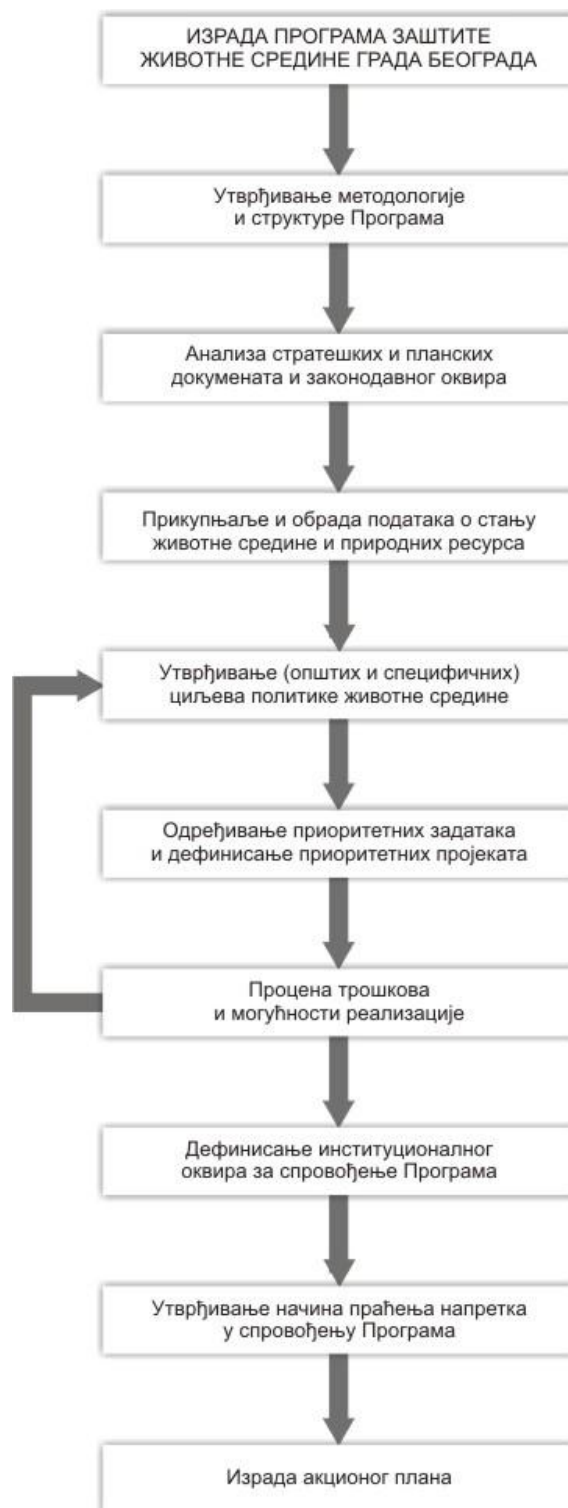 ИЗРАДА ПРОГРАМА ЗАШТИТЕ
ЖИВОТНЕ СРЕДИНЕ ГРАДА БЕОГРАДА
Утврђивање методологије
и структуре Програма
Анализа стратешких и планских
докумената и законодавног оквира
Прикупњаље и обрада података о стању
животне средине и природних ресурса
Утврђивање (општих и специфичних)
циљева политике животне средине
Одређивање приоритетних задатака
и дефинисање приоритетних пројеката
Процена трошкова
и могућности реализације
Дефинисање институционалног
оквира за спровођење Програма
Утврђивање начина праћења напретка
у спровођењу Програма
Израда акционог плана